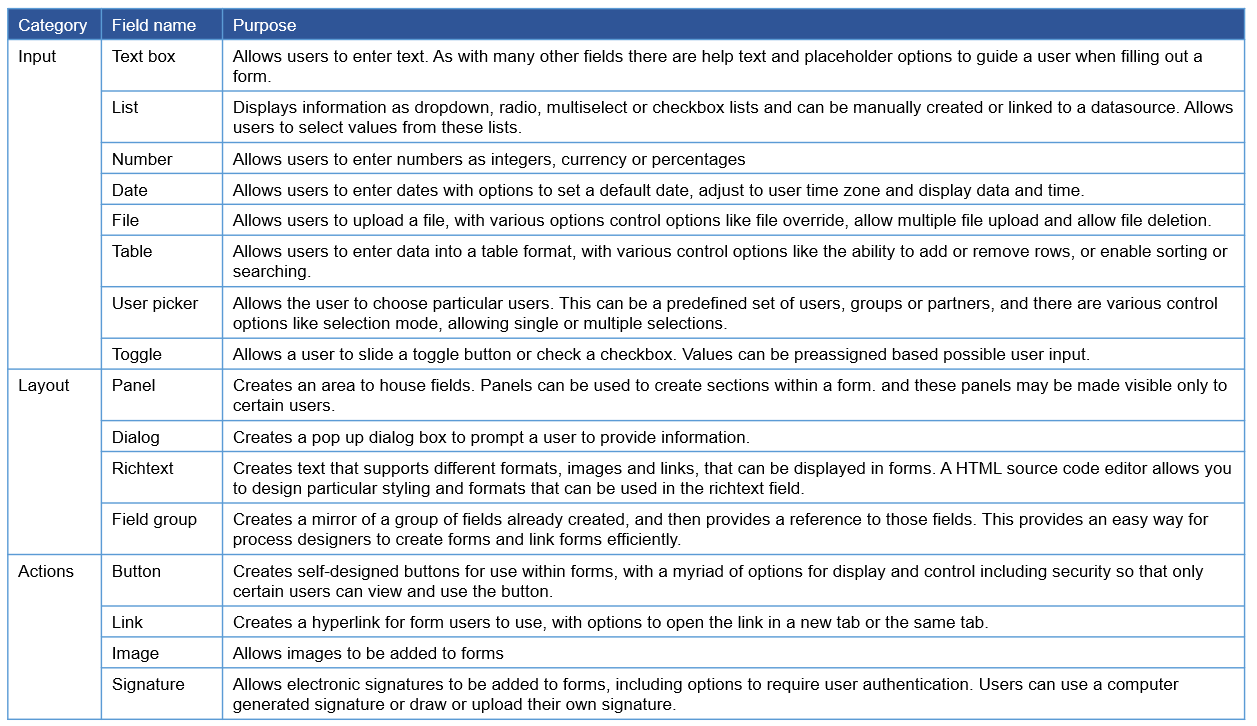 Category Field name Purpose
Input Text box Allows users to enter text. As with many other fields there are help text and placeholder options to guide a user when filling out a
form.
List Displays information as dropdown, radio, multiselect or checkbox lists and can be manually created or linked to a datasource. Allows
users to select values from these lists.
Number Allows users to enter numbers as integers, currency or percentages
Date Allows users to enter dates with options to set a default date, adjust to user time zone and display data and time.
File Allows users to upload a file, with various options control options like file override, allow multiple file upload and allow file deletion.
Table Allows users to enter data into a table format, with various control options like the ability to add or remove rows, or enable sorting or
searching.
User picker Allows the user to choose particular users. This can be a predefined set of users, groups or partners, and there are various control
options like selection mode, allowing single or multiple selections.
Toggle Allows a user to slide a toggle button or check a checkbox. Values can be preassigned based possible user input.
Layout Panel Creates an area to house fields. Panels can be used to create sections within a form. and these panels may be made visible only to
certain users.
Dialog Creates a pop up dialog box to prompt a user to provide information.
Richtext Creates text that supports different formats, images and links, that can be displayed in forms. A HTML source code editor allows you
to design particular styling and formats that can be used in the richtext field.
Field group Creates a mirror of a group of fields already created, and then provides a reference to those fields. This provides an easy way for
process designers to create forms and link forms efficiently.
Actions Button Creates self-designed buttons for use within forms, with a myriad of options for display and control including security so that only
certain users can view and use the button.
Link Creates a hyperlink for form users to use, with options to open the link in a new tab or the same tab.
Image Allows images to be added to forms
Signature Allows electronic signatures to be added to forms, including options to require user authentication. Users can use a computer
generated signature or draw or upload their own signature.